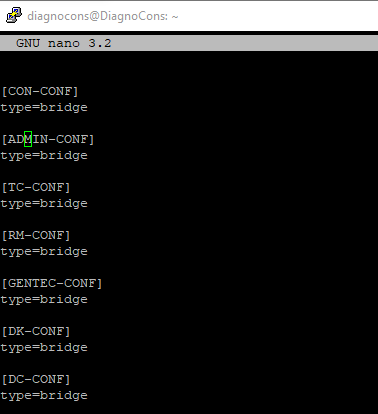 diagnocons@DiagnoCons: ~
GNU nano 3.2
[CON-CONF]
type=bridge
[ADMIN-CONF]
type=bridge
[TC-CONF]
type=bridge
[RM-CONF]
type=bridge
[GENTEC-CONF]
type=bridge
[DK-CONF]
type=bridge
[DC-CONF]
type=bridge